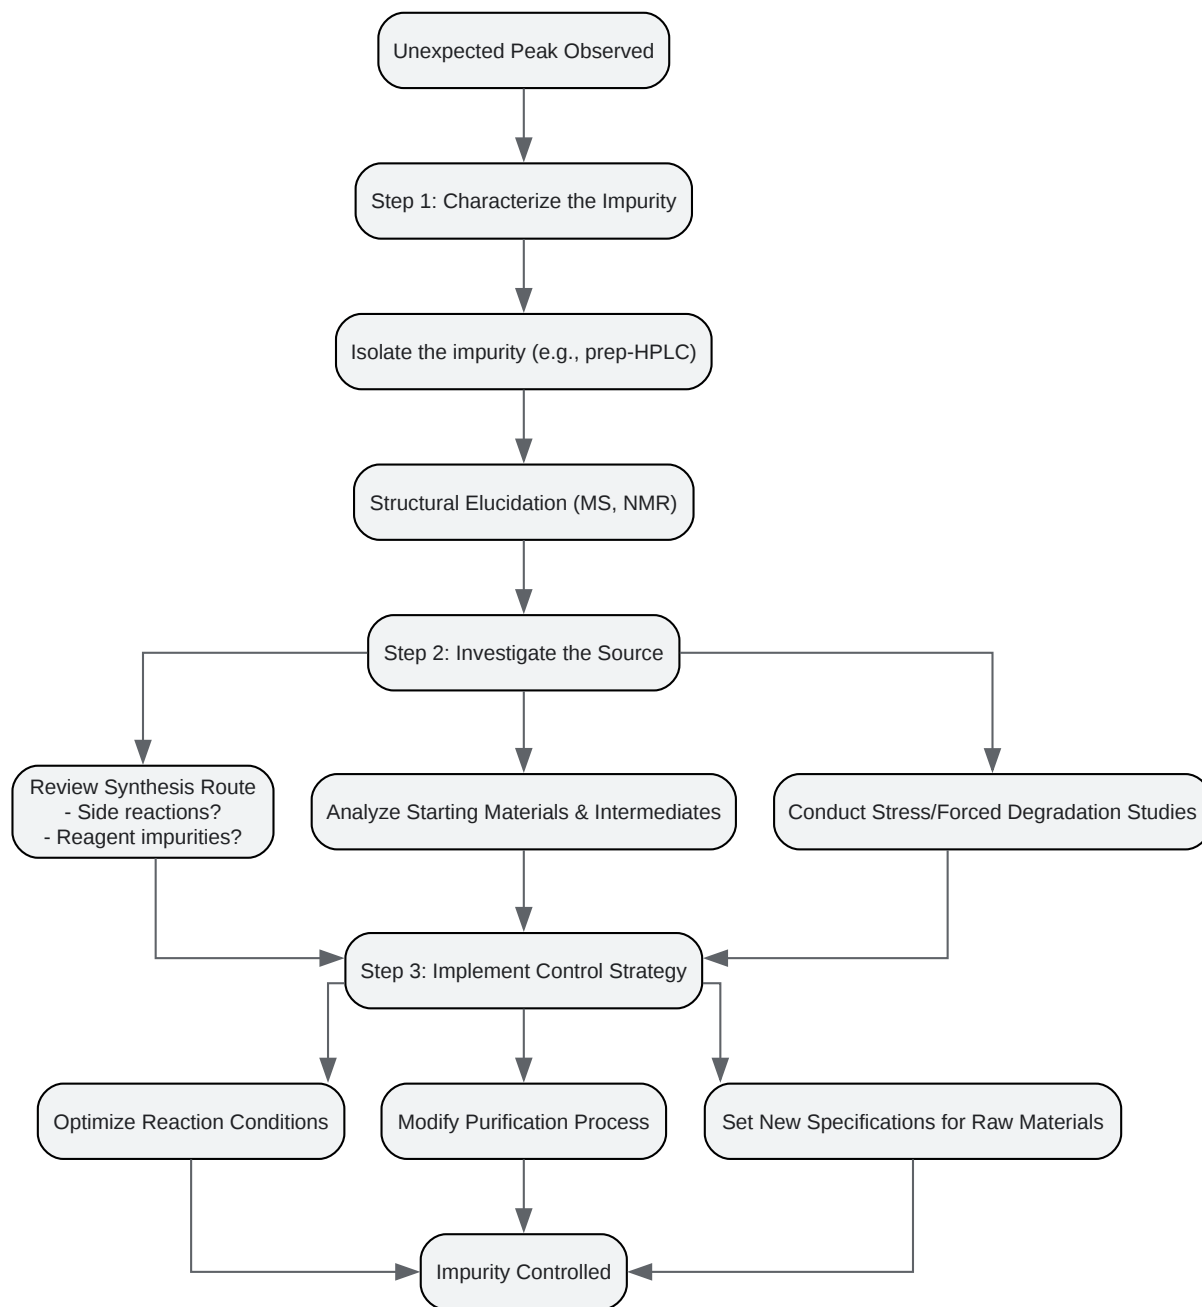 Unexpected Peak Observed
Step 1: Characterize the Impurity
Isolate the impurity (e.g., prep-HPLC)
Structural Elucidation (MS, NMR)
Step 2: Investigate the Source
Review Synthesis Route
- Side reactions?
- Reagent impurities?
Analyze Starting Materials & Intermediates
Conduct Stress/Forced Degradation Studies
Step 3: Implement Control Strategy
Optimize Reaction Conditions
Modify Purification Process
Set New Specifications for Raw Materials
Impurity Controlled